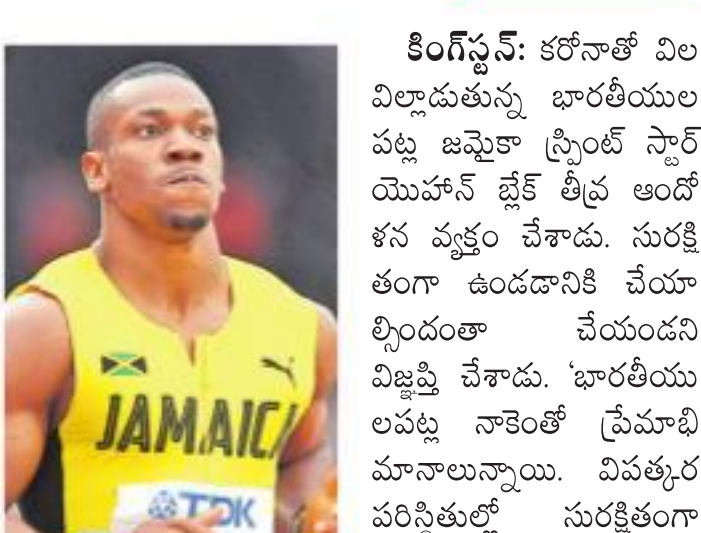 కింగ్‌స్టన్: కరోనాతో విల
విల్లాడుతున్న భారతీయుల
పట్ల జమైకా స్ప్రింట్ స్టార్
యొహాన్ బ్లేక్ తీవ్ర ఆందో
ళన వ్యక్తం చేశాడు. సురక్షి
తంగా ఉండడానికి చేయా
ల్సిందంతా చేయండని
విజ్ఞప్తి చేశాడు. ‘భారతీయు
లపట్ల నాకెంతో ప్రేమాభి
మానాలున్నాయి. విపత్కర
పరిస్థితుల్లో సురక్షితంగా
JAMAICA
TDK